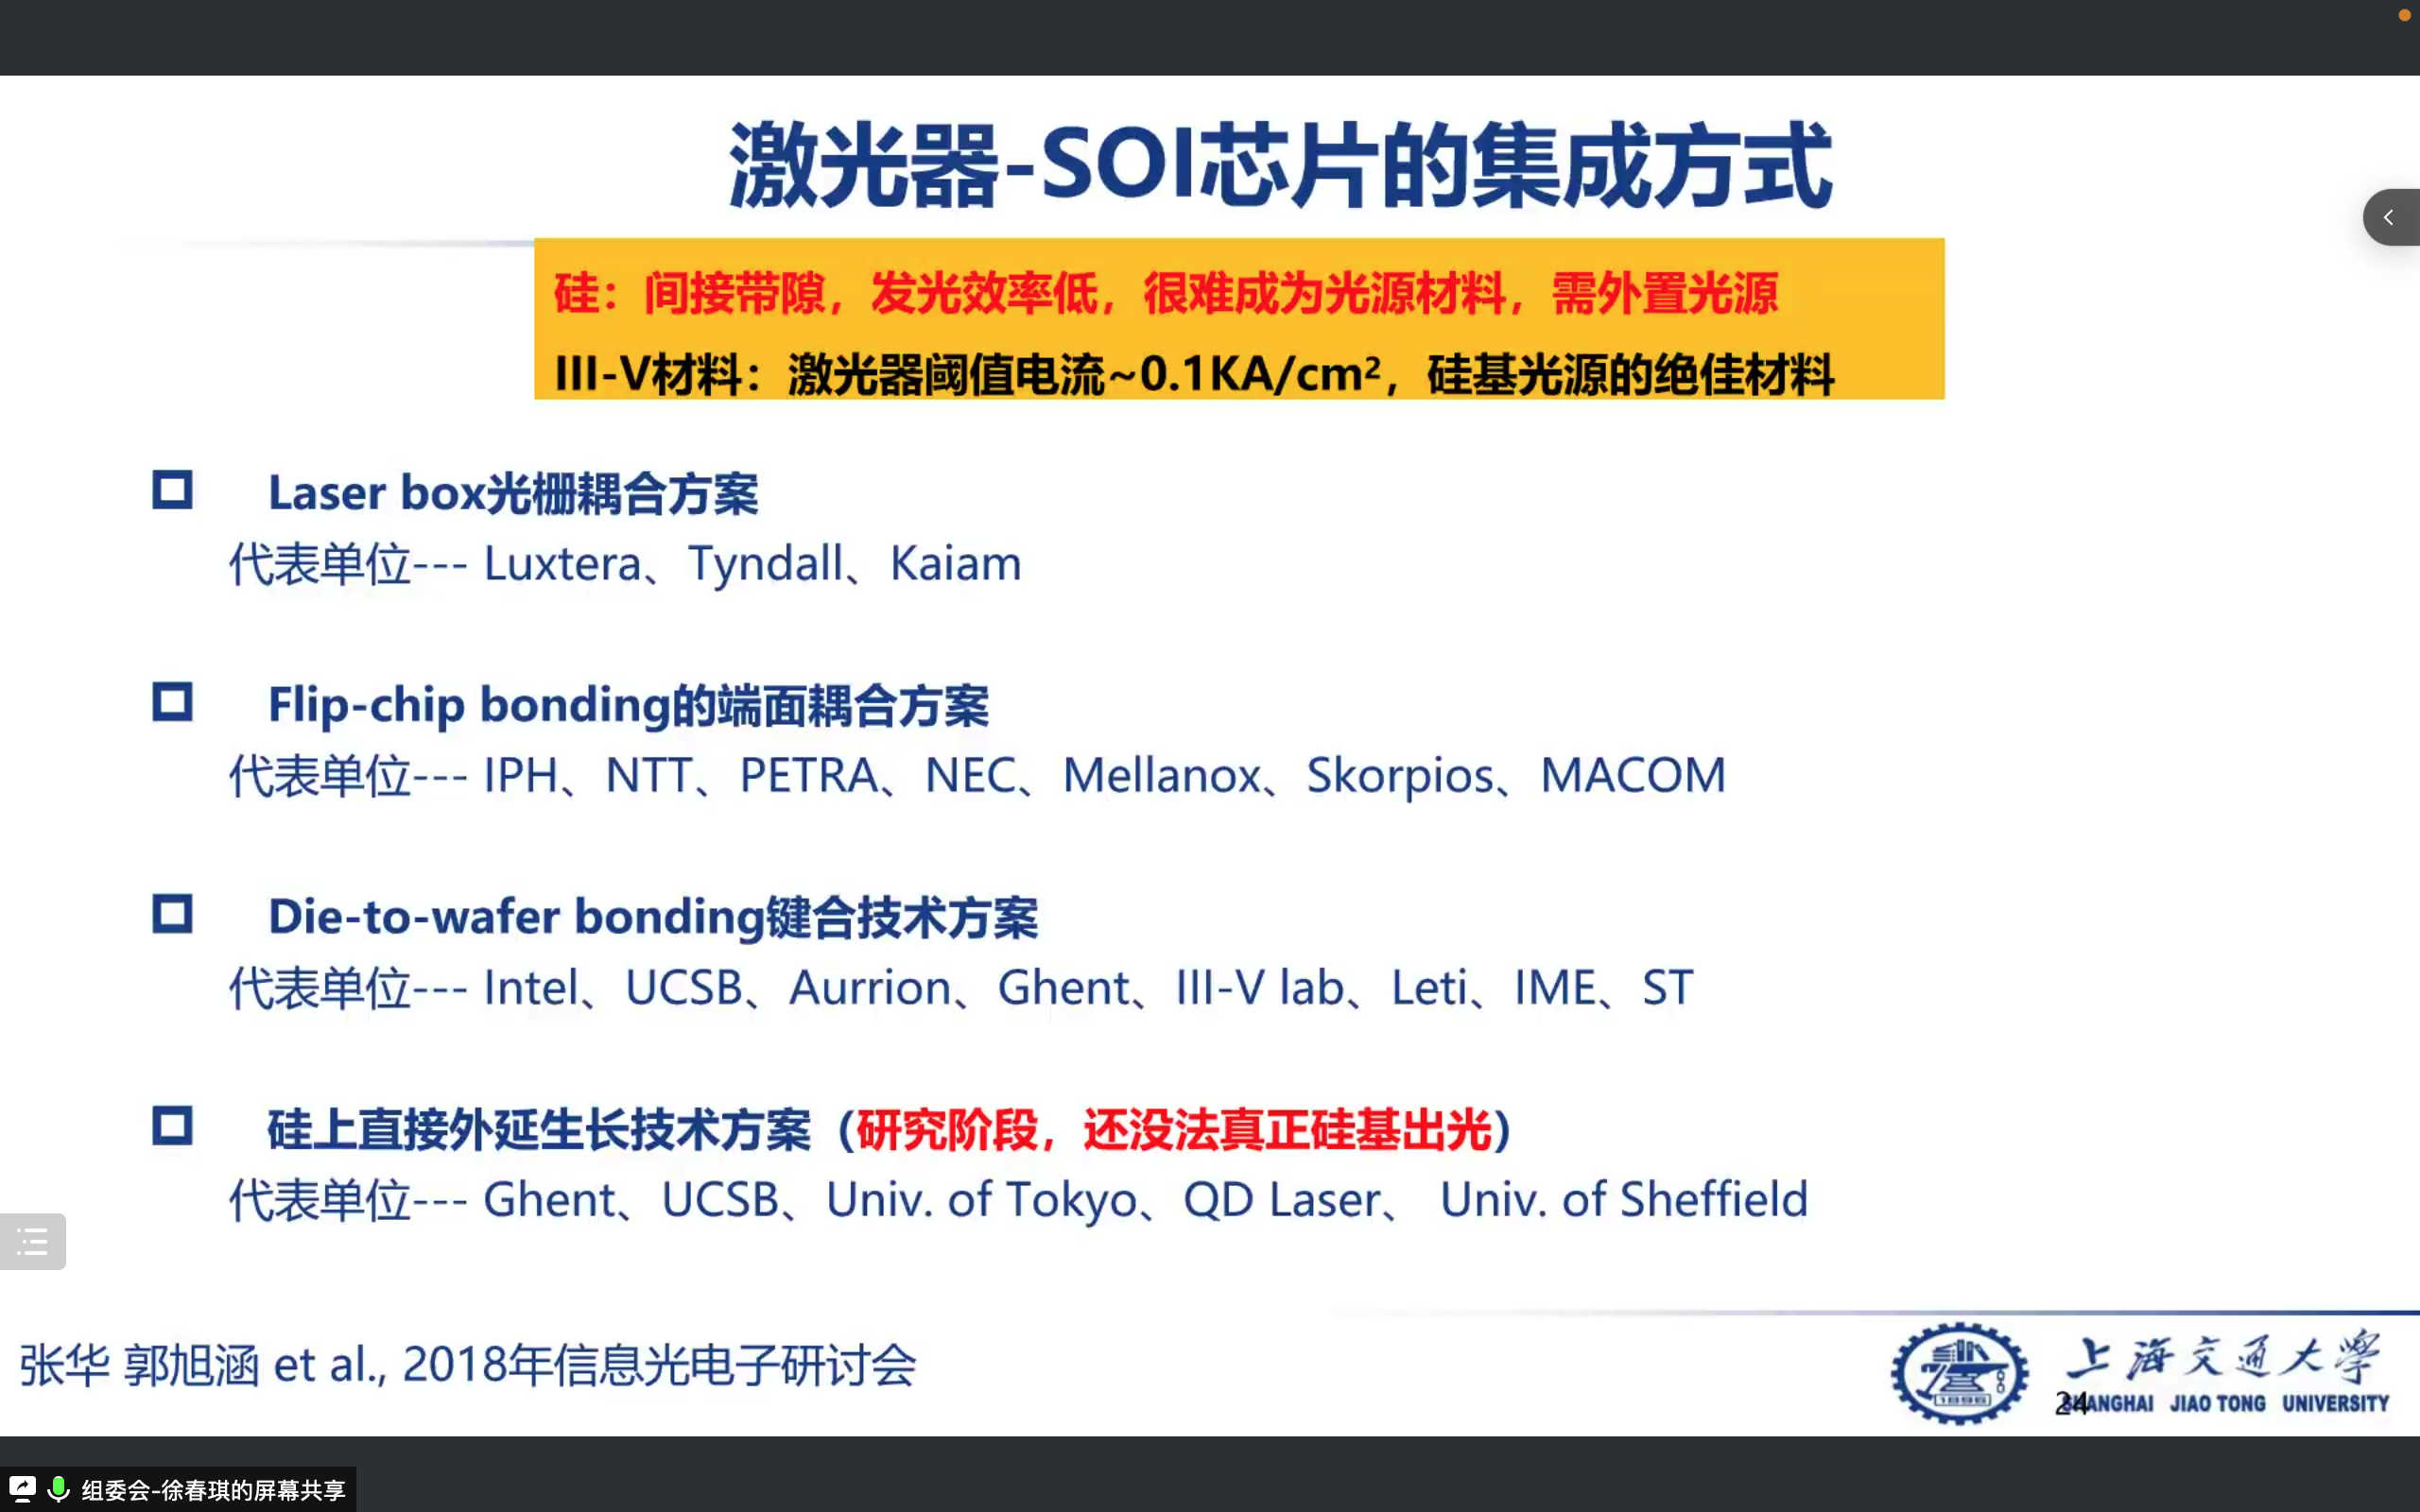 激光器-SOI芯片的集成方式
硅：间接带隙，发光效率低，很难成为光源材料，需外置光源
III-V材料：激光器阈值电流~0.1KA/cm²，硅基光源的绝佳材料
Laser box光栅耦合方案
代表单位--- Luxtera、Tyndall、Kaiam
Flip-chip bonding的端面耦合方案
代表单位--- IPH、NTT、PETRA、NEC、Mellanox、Skorpios、MACOM
Die-to-wafer bonding键合技术方案
代表单位--- Intel、UCSB、Aurrion、Ghent、III-V lab、Leti、IME、ST
硅上直接外延生长技术方案（研究阶段，还没法真正硅基出光）
代表单位--- Ghent、UCSB、Univ. of Tokyo、QD Laser、 Univ. of Sheffield
张华 郭旭涵 et al., 2018年信息光电子研讨会
1896
上海交通大学
SHANGHAI JIAO TONG UNIVERSITY
24
组委会-徐春琪的屏幕共享